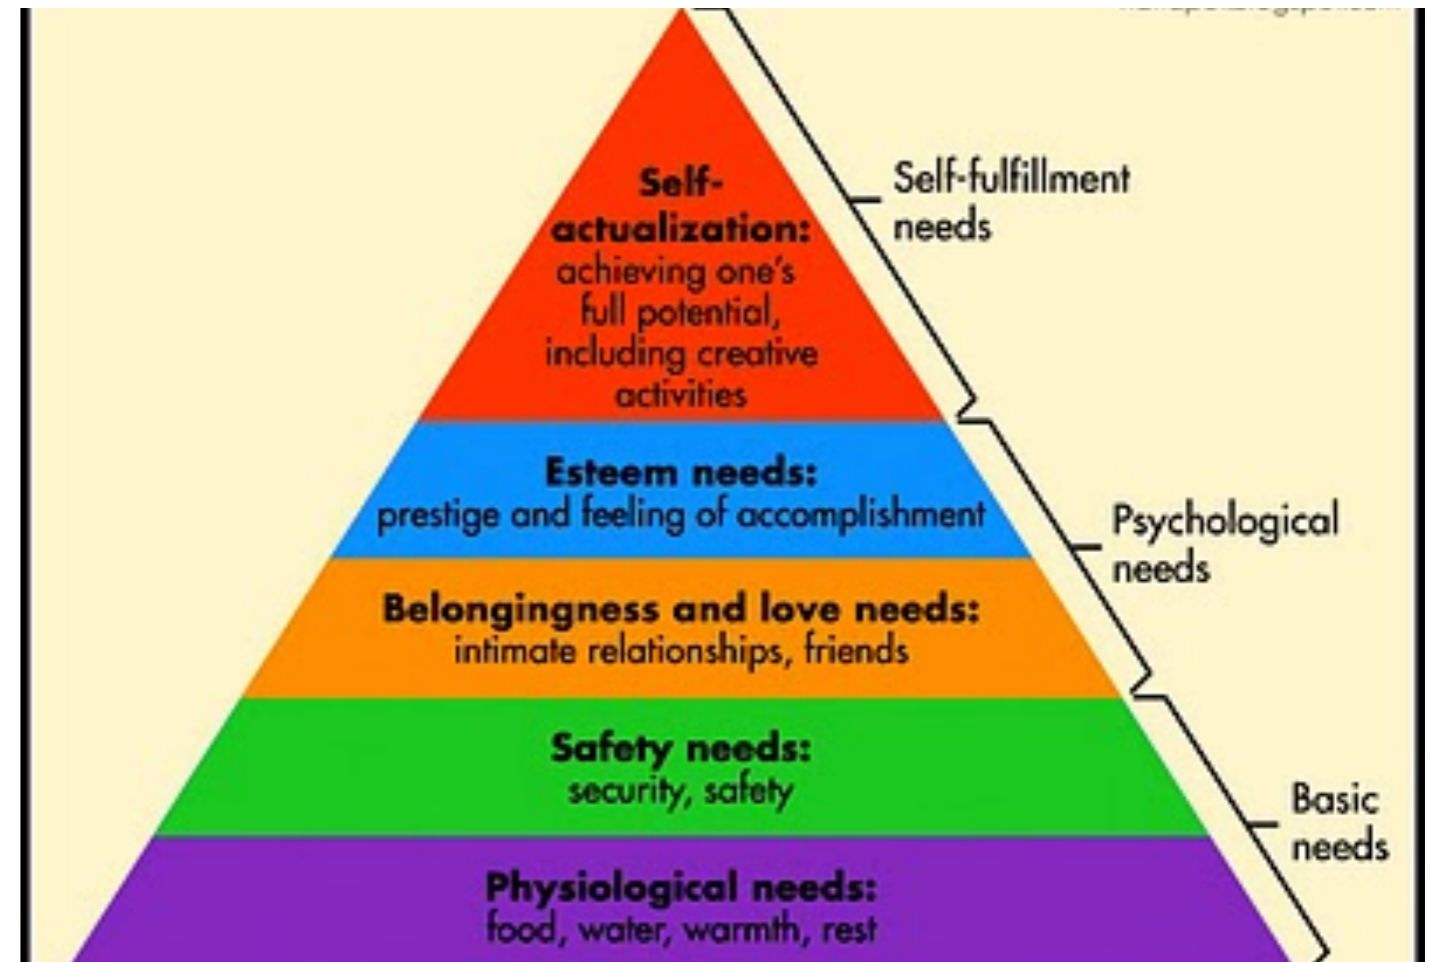 Self-
actualization:
achieving one's
full potential,
including creative
activities
Self-fulfillment
needs
Esteem needs:
prestige and feeling of accomplishment
Psychological
needs
Belongingness and love needs:
intimate relationships, friends
Safety needs:
security, safety
Basic
needs
Physiological needs:
food, water, warmth, rest